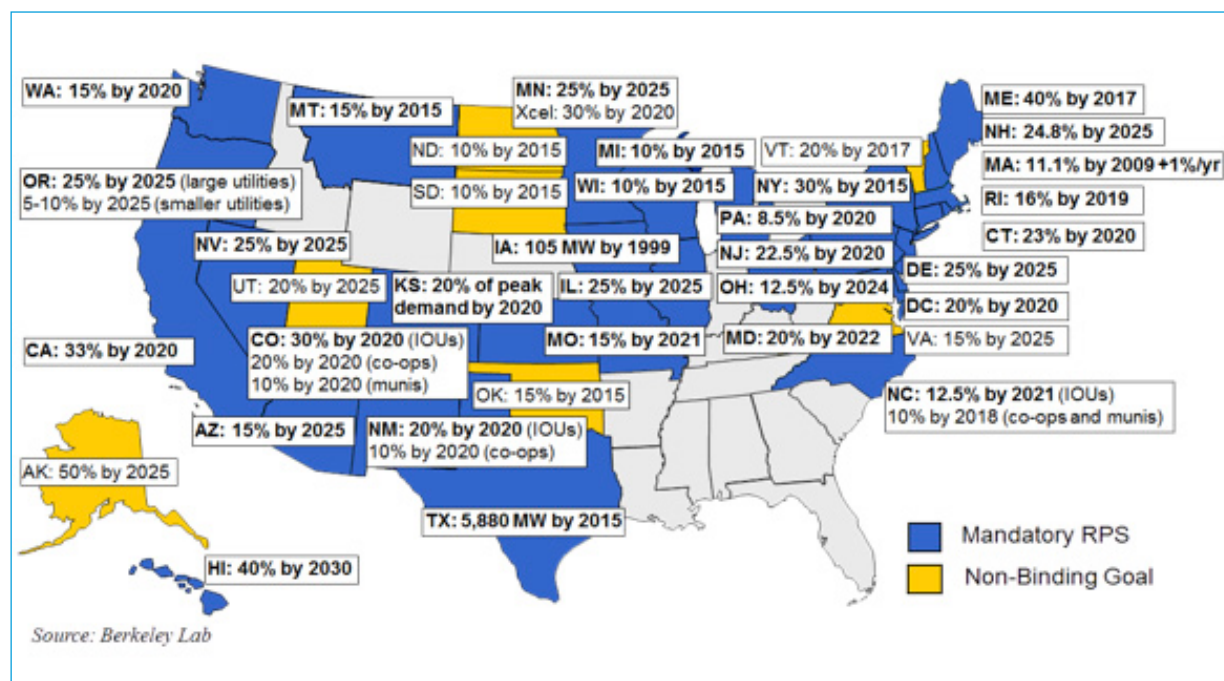 WA: 15% by 2020
MT: 15% by 2015
MN: 25% by 2025
Xcel: 30% by 2020
ME: 40% by 2017
NH: 24.8% by 2025
ND: 10% by 2015
MI: 10% by 2015
VT: 20% by 2017
MA: 11.1% by 2009 +1%/yr
OR: 25% by 2025 (large utilities)
5-10% by 2025 (smaller utilities)
SD: 10% by 2015
WI: 10% by 2015
NY: 30% by 2015
RI: 16% by 2019
PA: 8.5% by 2020
CT: 23% by 2020
NV: 25% by 2025
IA: 105 MW by 1999
NJ: 22.5% by 2020
DE: 25% by 2025
UT: 20% by 2025
KS: 20% of peak
demand by 2020
IL: 25% by 2025
OH: 12.5% by 2024
DC: 20% by 2020
CA: 33% by 2020
CO: 30% by 2020 (IOUs)
20% by 2020 (co-ops)
10% by 2020 (munis)
MO: 15% by 2021
MD: 20% by 2022
VA: 15% by 2025
OK: 15% by 2015
NC: 12.5% by 2021 (IOUs)
10% by 2018 (co-ops and munis)
AZ: 15% by 2025
NM: 20% by 2020 (IOUs)
10% by 2020 (co-ops)
AK: 50% by 2025
TX: 5,880 MW by 2015
HI: 40% by 2030
Mandatory RPS
Non-Binding Goal
Source: Berkeley Lab